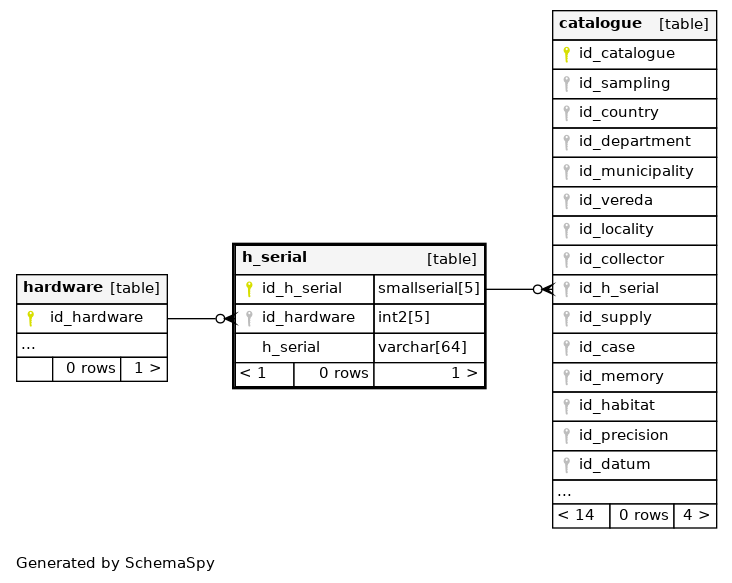 hardware [table]
id_hardware
...
0 rows 1 >
h_serial [table]
id_h_serial smallserial[5]
id_hardware int2[5]
h_serial varchar[64]
< 1 0 rows 1 >
catalogue [table]
id_catalogue
id_sampling
id_country
id_department
id_municipality
id_vereda
id_locality
id_collector
id_h_serial
id_supply
id_case
id_memory
id_habitat
id_precision
id_datum
...
< 14 0 rows 4 >
Generated by SchemaSpy